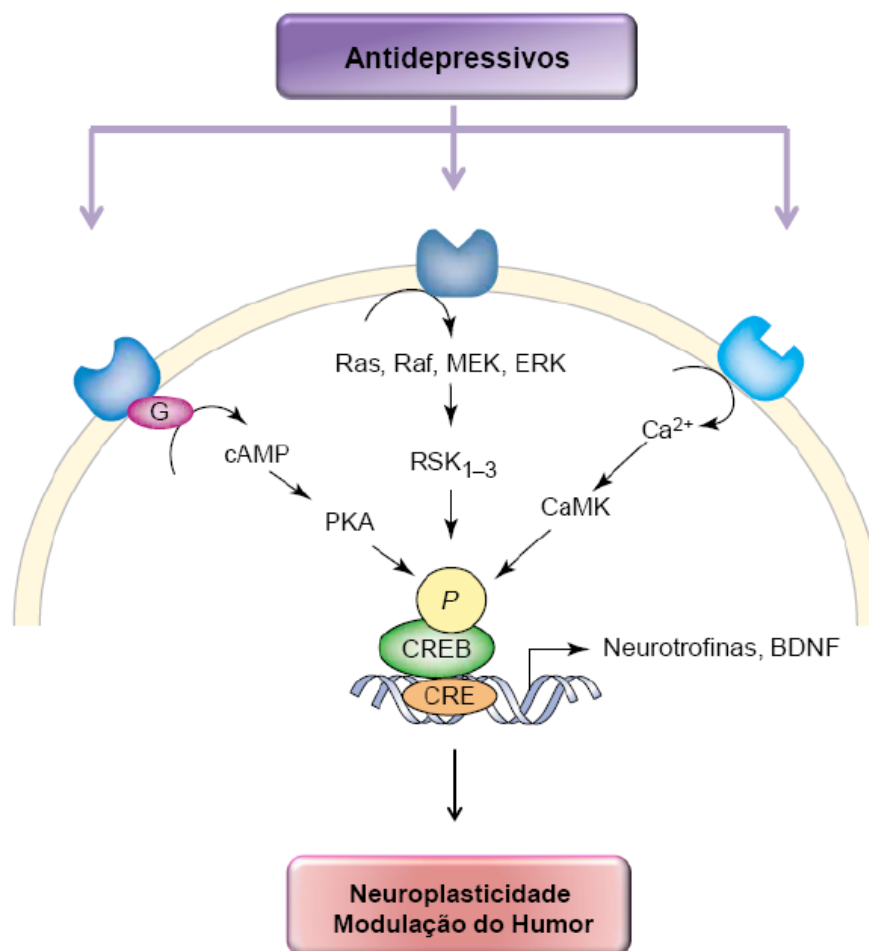 Antidepressivos
Ras, Raf, MEK, ERK
G
cAMP
RSK1–3
Ca2+
PKA
CaMK
P
CREB
CRE
Neurotrofinas, BDNF
Neuroplasticidade
Modulação do Humor